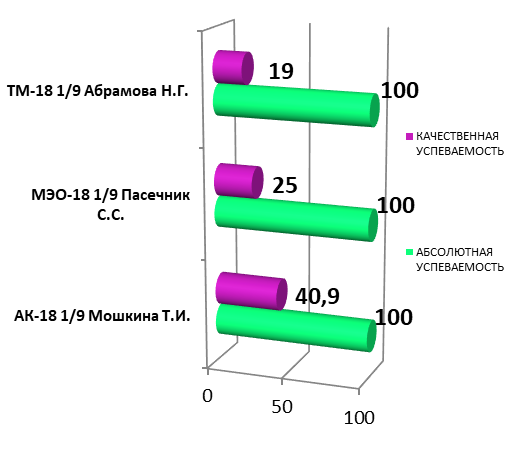 ТМ-18 1/9 Абрамова Н.Г.
19
100
КАЧЕСТВЕННАЯ
УСПЕВАЕМОСТЬ
МЭО-18 1/9 Пасечник
С.С.
25
100
АБСОЛЮТНАЯ
УСПЕВАЕМОСТЬ
АК-18 1/9 Мошкина Т.И.
40,9
100
0
50
100